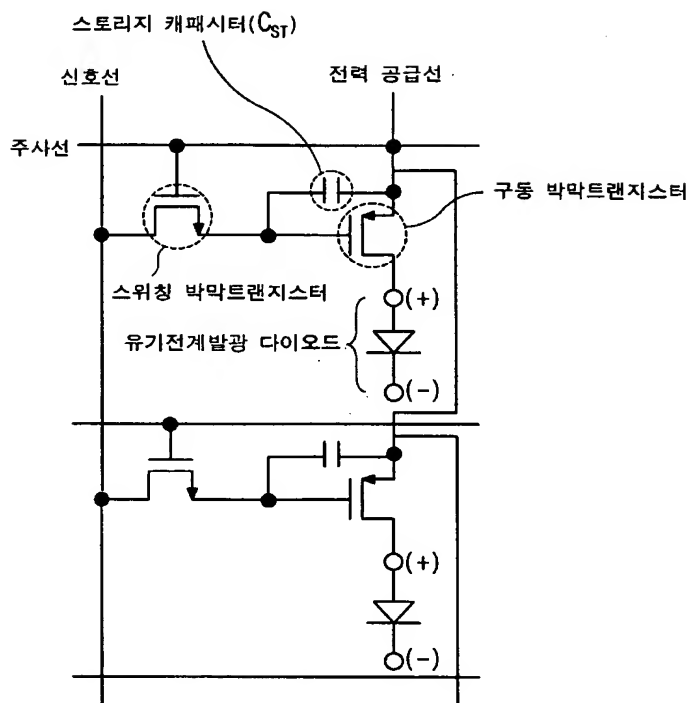 스토리지 캐패시터(C_ST)
신호선
전력 공급선
주사선
구동 박막트랜지스터
스위칭 박막트랜지스터
(+)
유기전계발광 다이오드
(-)
(+)
(-)